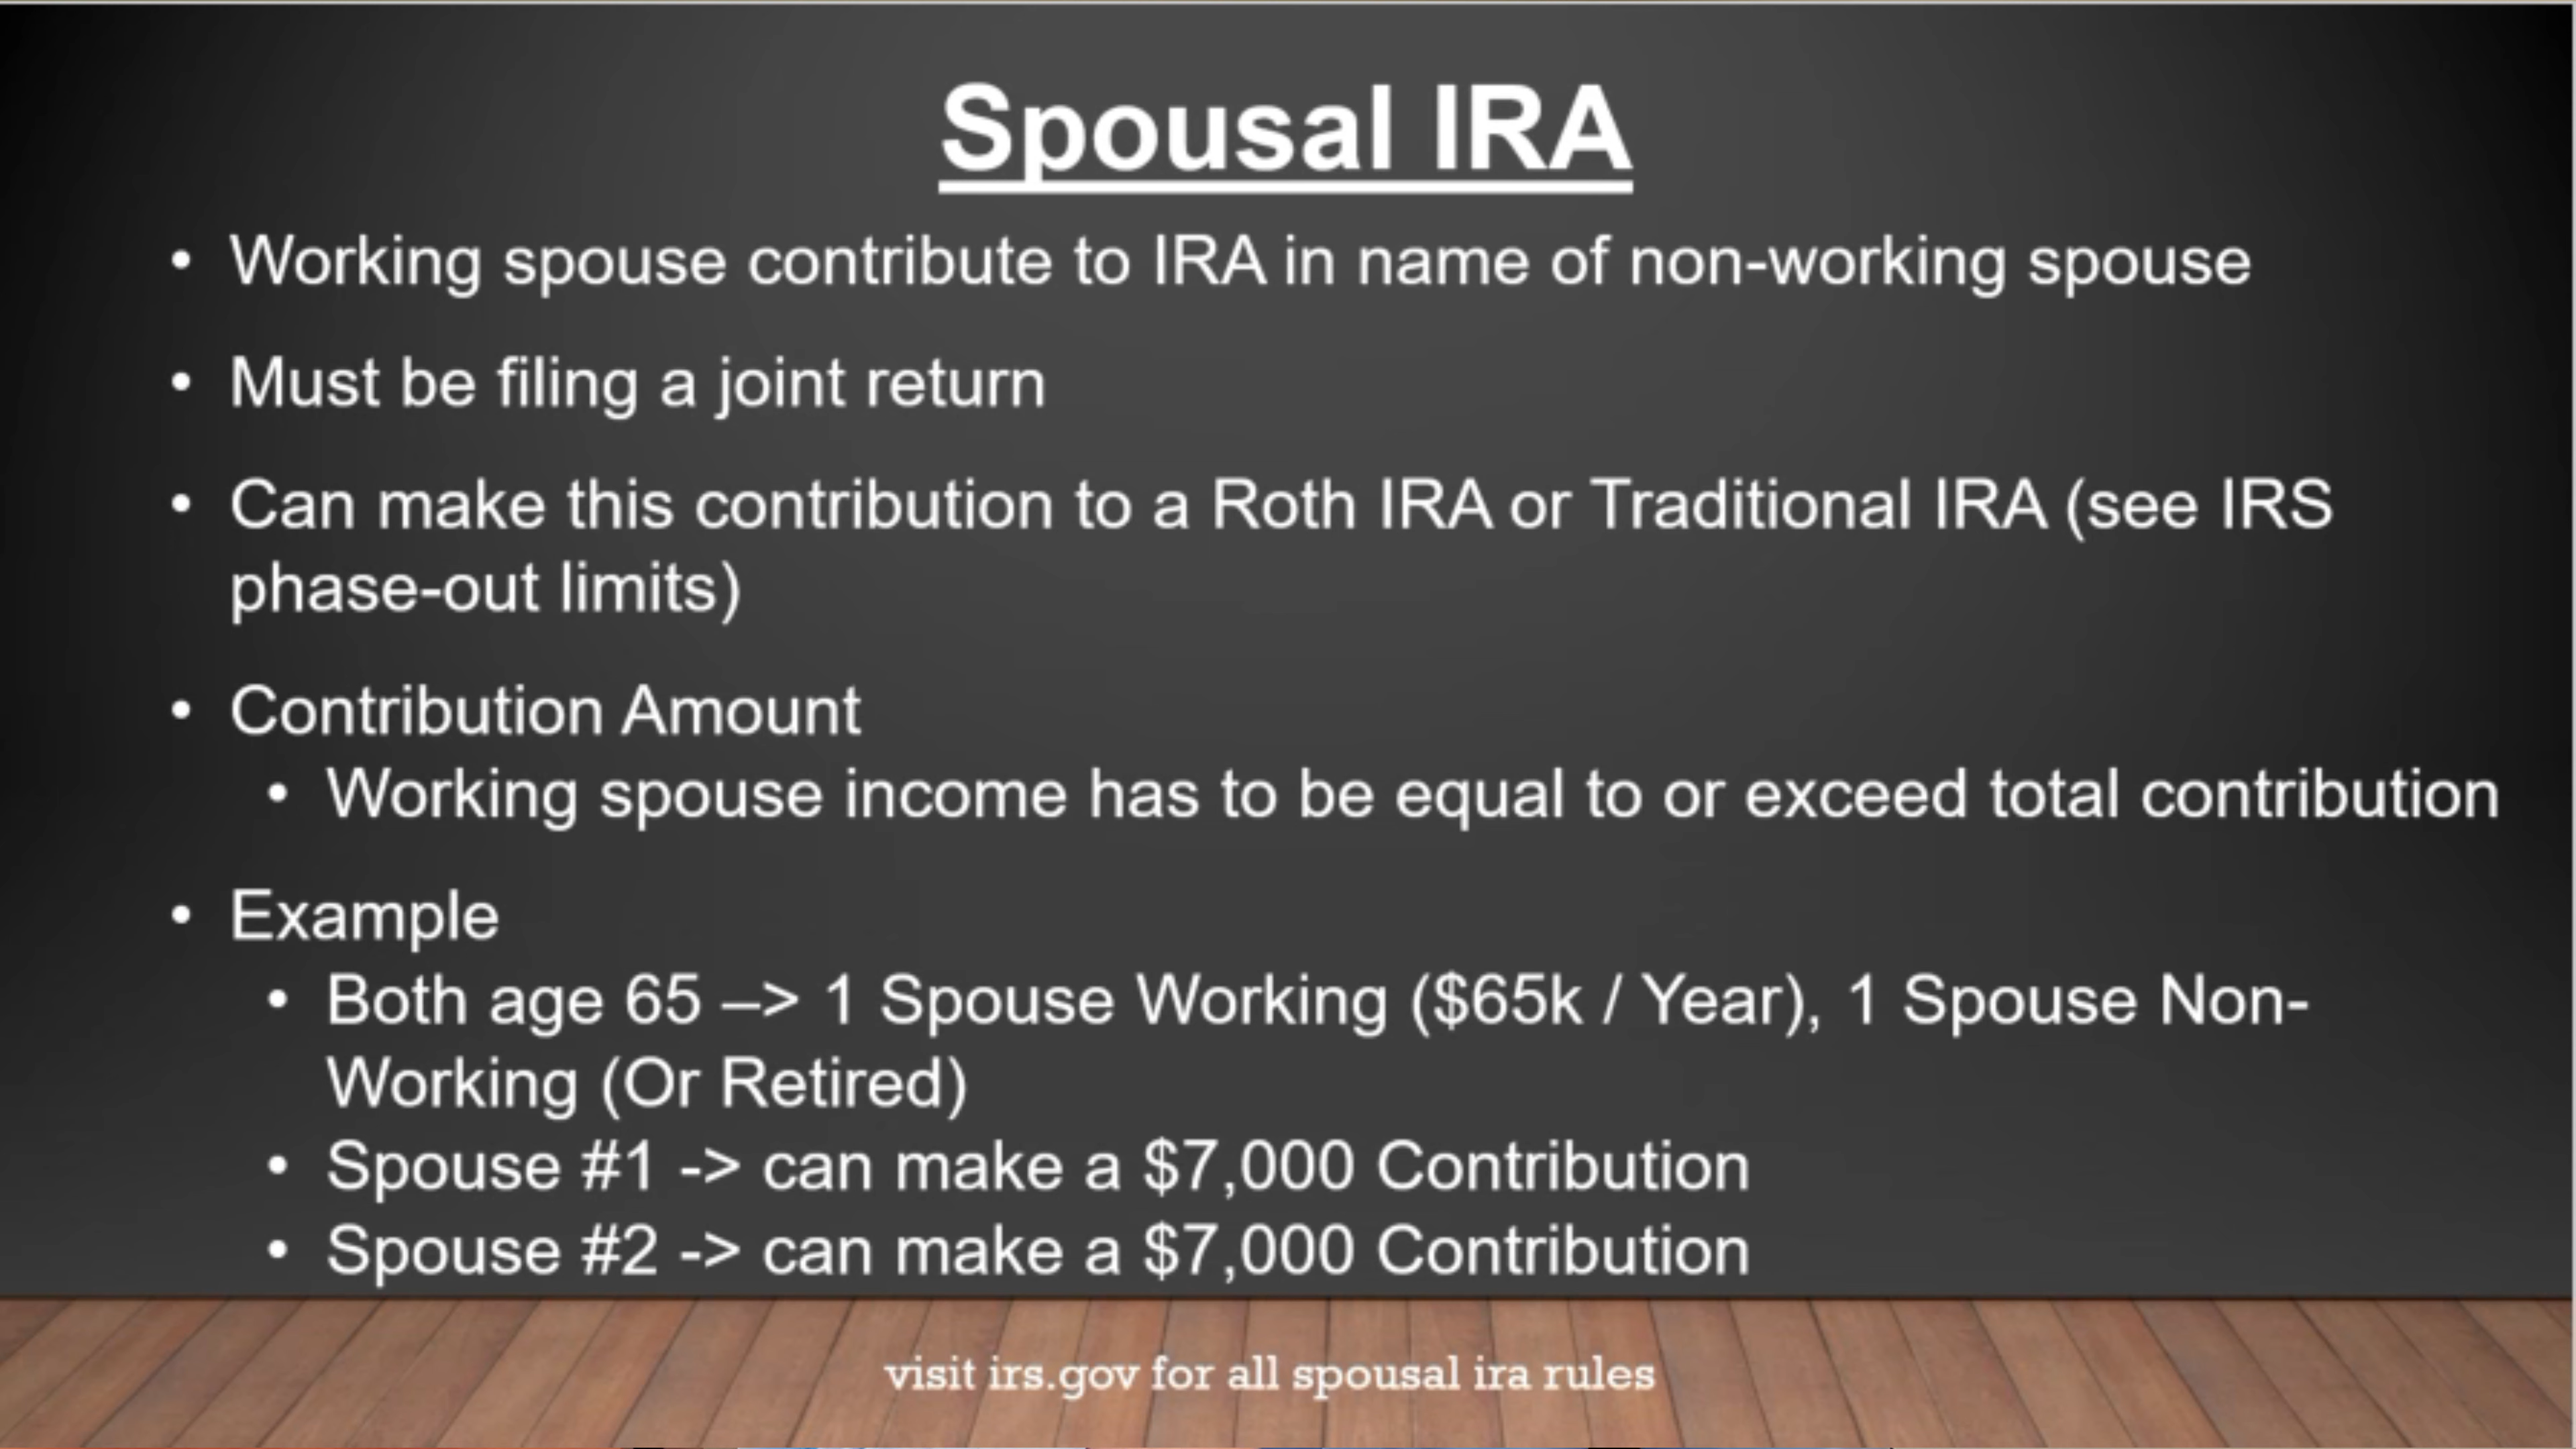 Spousal IRA
• Working spouse contribute to IRA in name of non-working spouse
• Must be filing a joint return
• Can make this contribution to a Roth IRA or Traditional IRA (see IRS
phase-out limits)
• Contribution Amount
• Working spouse income has to be equal to or exceed total contribution
• Example
• Both age 65 –> 1 Spouse Working ($65k / Year), 1 Spouse Non-
Working (Or Retired)
• Spouse #1 -> can make a $7,000 Contribution
• Spouse #2 -> can make a $7,000 Contribution
visit irs.gov for all spousal ira rules